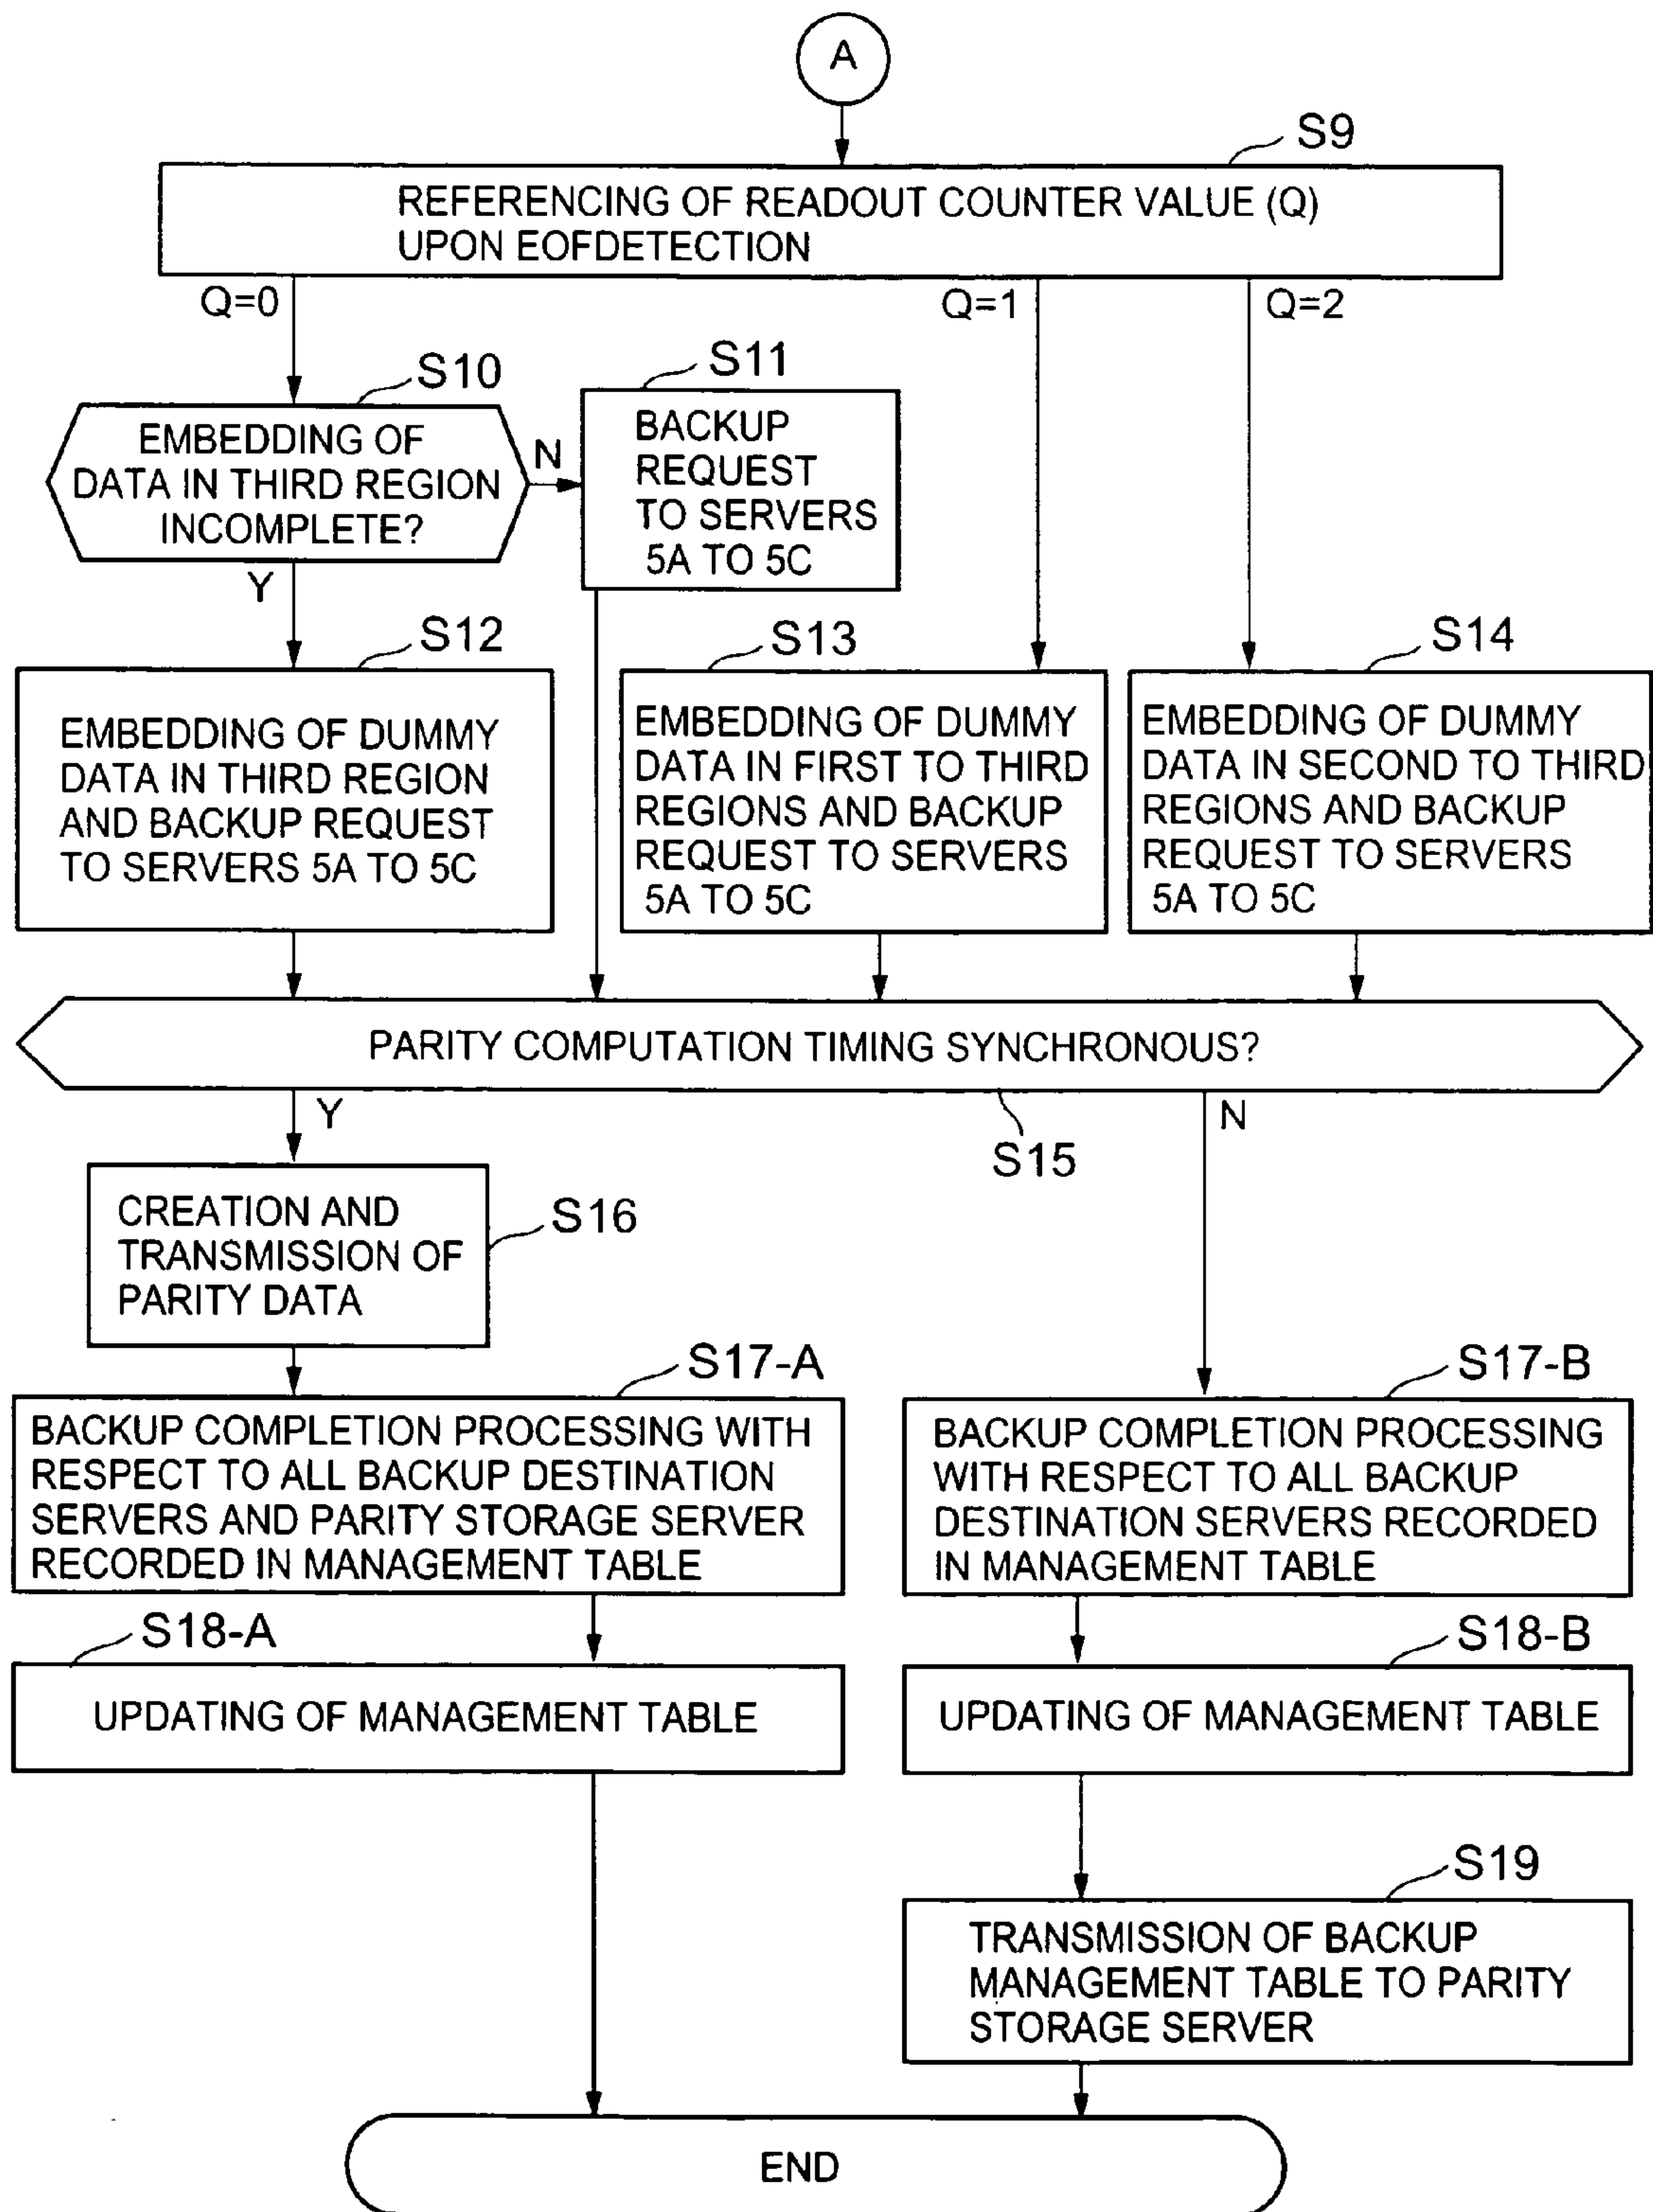 A
S9
REFERENCING OF READOUT COUNTER VALUE (Q)
UPON EOFDETECTION
Q=0
Q=1
Q=2
S10
EMBEDDING OF
DATA IN THIRD REGION
INCOMPLETE?
N
Y
S11
BACKUP
REQUEST
TO SERVERS
5A TO 5C
S12
EMBEDDING OF DUMMY
DATA IN THIRD REGION
AND BACKUP REQUEST
TO SERVERS 5A TO 5C
S13
EMBEDDING OF DUMMY
DATA IN FIRST TO THIRD
REGIONS AND BACKUP
REQUEST TO SERVERS
5A TO 5C
S14
EMBEDDING OF DUMMY
DATA IN SECOND TO THIRD
REGIONS AND BACKUP
REQUEST TO SERVERS
5A TO 5C
PARITY COMPUTATION TIMING SYNCHRONOUS?
Y
S15
N
CREATION AND
TRANSMISSION OF
PARITY DATA
S16
S17-A
BACKUP COMPLETION PROCESSING WITH
RESPECT TO ALL BACKUP DESTINATION
SERVERS AND PARITY STORAGE SERVER
RECORDED IN MANAGEMENT TABLE
S17-B
BACKUP COMPLETION PROCESSING
WITH RESPECT TO ALL BACKUP
DESTINATION SERVERS RECORDED
IN MANAGEMENT TABLE
S18-A
UPDATING OF MANAGEMENT TABLE
S18-B
UPDATING OF MANAGEMENT TABLE
S19
TRANSMISSION OF BACKUP
MANAGEMENT TABLE TO PARITY
STORAGE SERVER
END